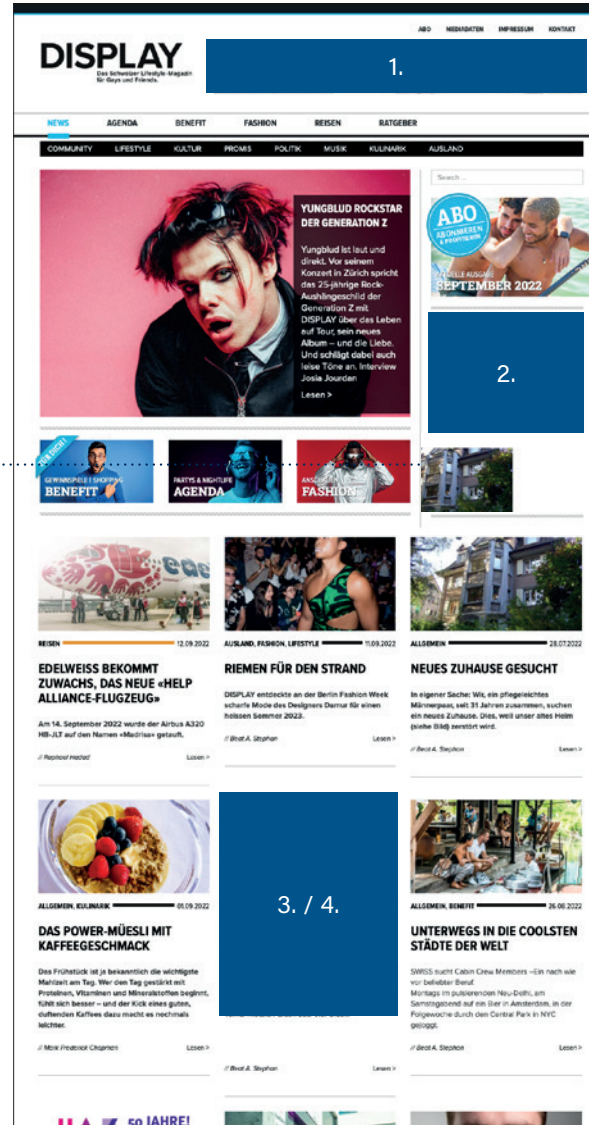 ABO MEDIADATEN IMPRESSUM KONTAKT
DISPLAY
Das Schweizer Lifestyle-Magazin
für Gays und Friends.
1.
NEWS AGENDA BENEFIT FASHION REISEN RATGEBER
COMMUNITY LIFESTYLE KULTUR PROMIS POLITIK MUSIK KULINARIK AUSLAND
YUNGBLUD ROCKSTAR
DER GENERATION Z
Yungblud ist laut und
direkt. Vor seinem
Konzert in Zürich spricht
das 25-jährige Rock-
Aushängeschild der
Generation Z mit
DISPLAY über das Leben
auf Tour, sein neues
Album – und die Liebe.
Und schlägt dabei auch
leise Töne an. Interview
Josia Jourdan
Lesen >
Search ...
ABO
ABONNIEREN
& PROFITIEREN
AKTUELLE AUSGABE
SEPTEMBER 2022
2.
FÜR DICH!
GEWINNSPIELE | SHOPPING
BENEFIT
PARTYS & NIGHTLIFE
AGENDA
FASHION
REISEN 12.09.2022
EDELWEISS BEKOMMT
ZUWACHS, DAS NEUE «HELP
ALLIANCE-FLUGZEUG»
Am 14. September 2022 wurde der Airbus A320
HB-JLT auf den Namen «Madrisa» getauft.
// Raphael Hadad Lesen >
AUSLAND, FASHION, LIFESTYLE 11.09.2022
RIEMEN FÜR DEN STRAND
DISPLAY entdeckte an der Berlin Fashion Week
scharfe Mode des Designers Damur für einen
heissen Sommer 2023.
// Beat A. Stephan Lesen >
ALLGEMEIN 28.07.2022
NEUES ZUHAUSE GESUCHT
In eigener Sache: Wir, ein pflegeleichtes
Männerpaar, seit 31 Jahren zusammen, suchen
ein neues Zuhause. Dies, weil unser altes Heim
(siehe Bild) zerstört wird.
// Beat A. Stephan Lesen >
ALLGEMEIN, KULINARIK 01.09.2022
DAS POWER-MÜESLI MIT
KAFFEEGESCHMACK
Das Frühstück ist ja bekanntlich die wichtigste
Mahlzeit am Tag. Wer den Tag gestärkt mit
Proteinen, Vitaminen und Mineralstoffen beginnt,
fühlt sich besser – und der Kick eines guten,
duftenden Kaffees dazu macht es nochmals
leichter.
// Mark Frederick Chapman Lesen >
3. / 4.
// Beat A. Stephan Lesen >
ALLGEMEIN, BENEFIT 26.08.2022
UNTERWEGS IN DIE COOLSTEN
STÄDTE DER WELT
SWISS sucht Cabin Crew Members –Ein nach wie
vor beliebter Beruf.
Montags im pulsierenden Neu-Delhi, am
Samstagabend auf ein Bier in Amsterdam, in der
Folgewoche durch den Central Park in NYC
gejoggt.
// Beat A. Stephan Lesen >
50 JAHRE!